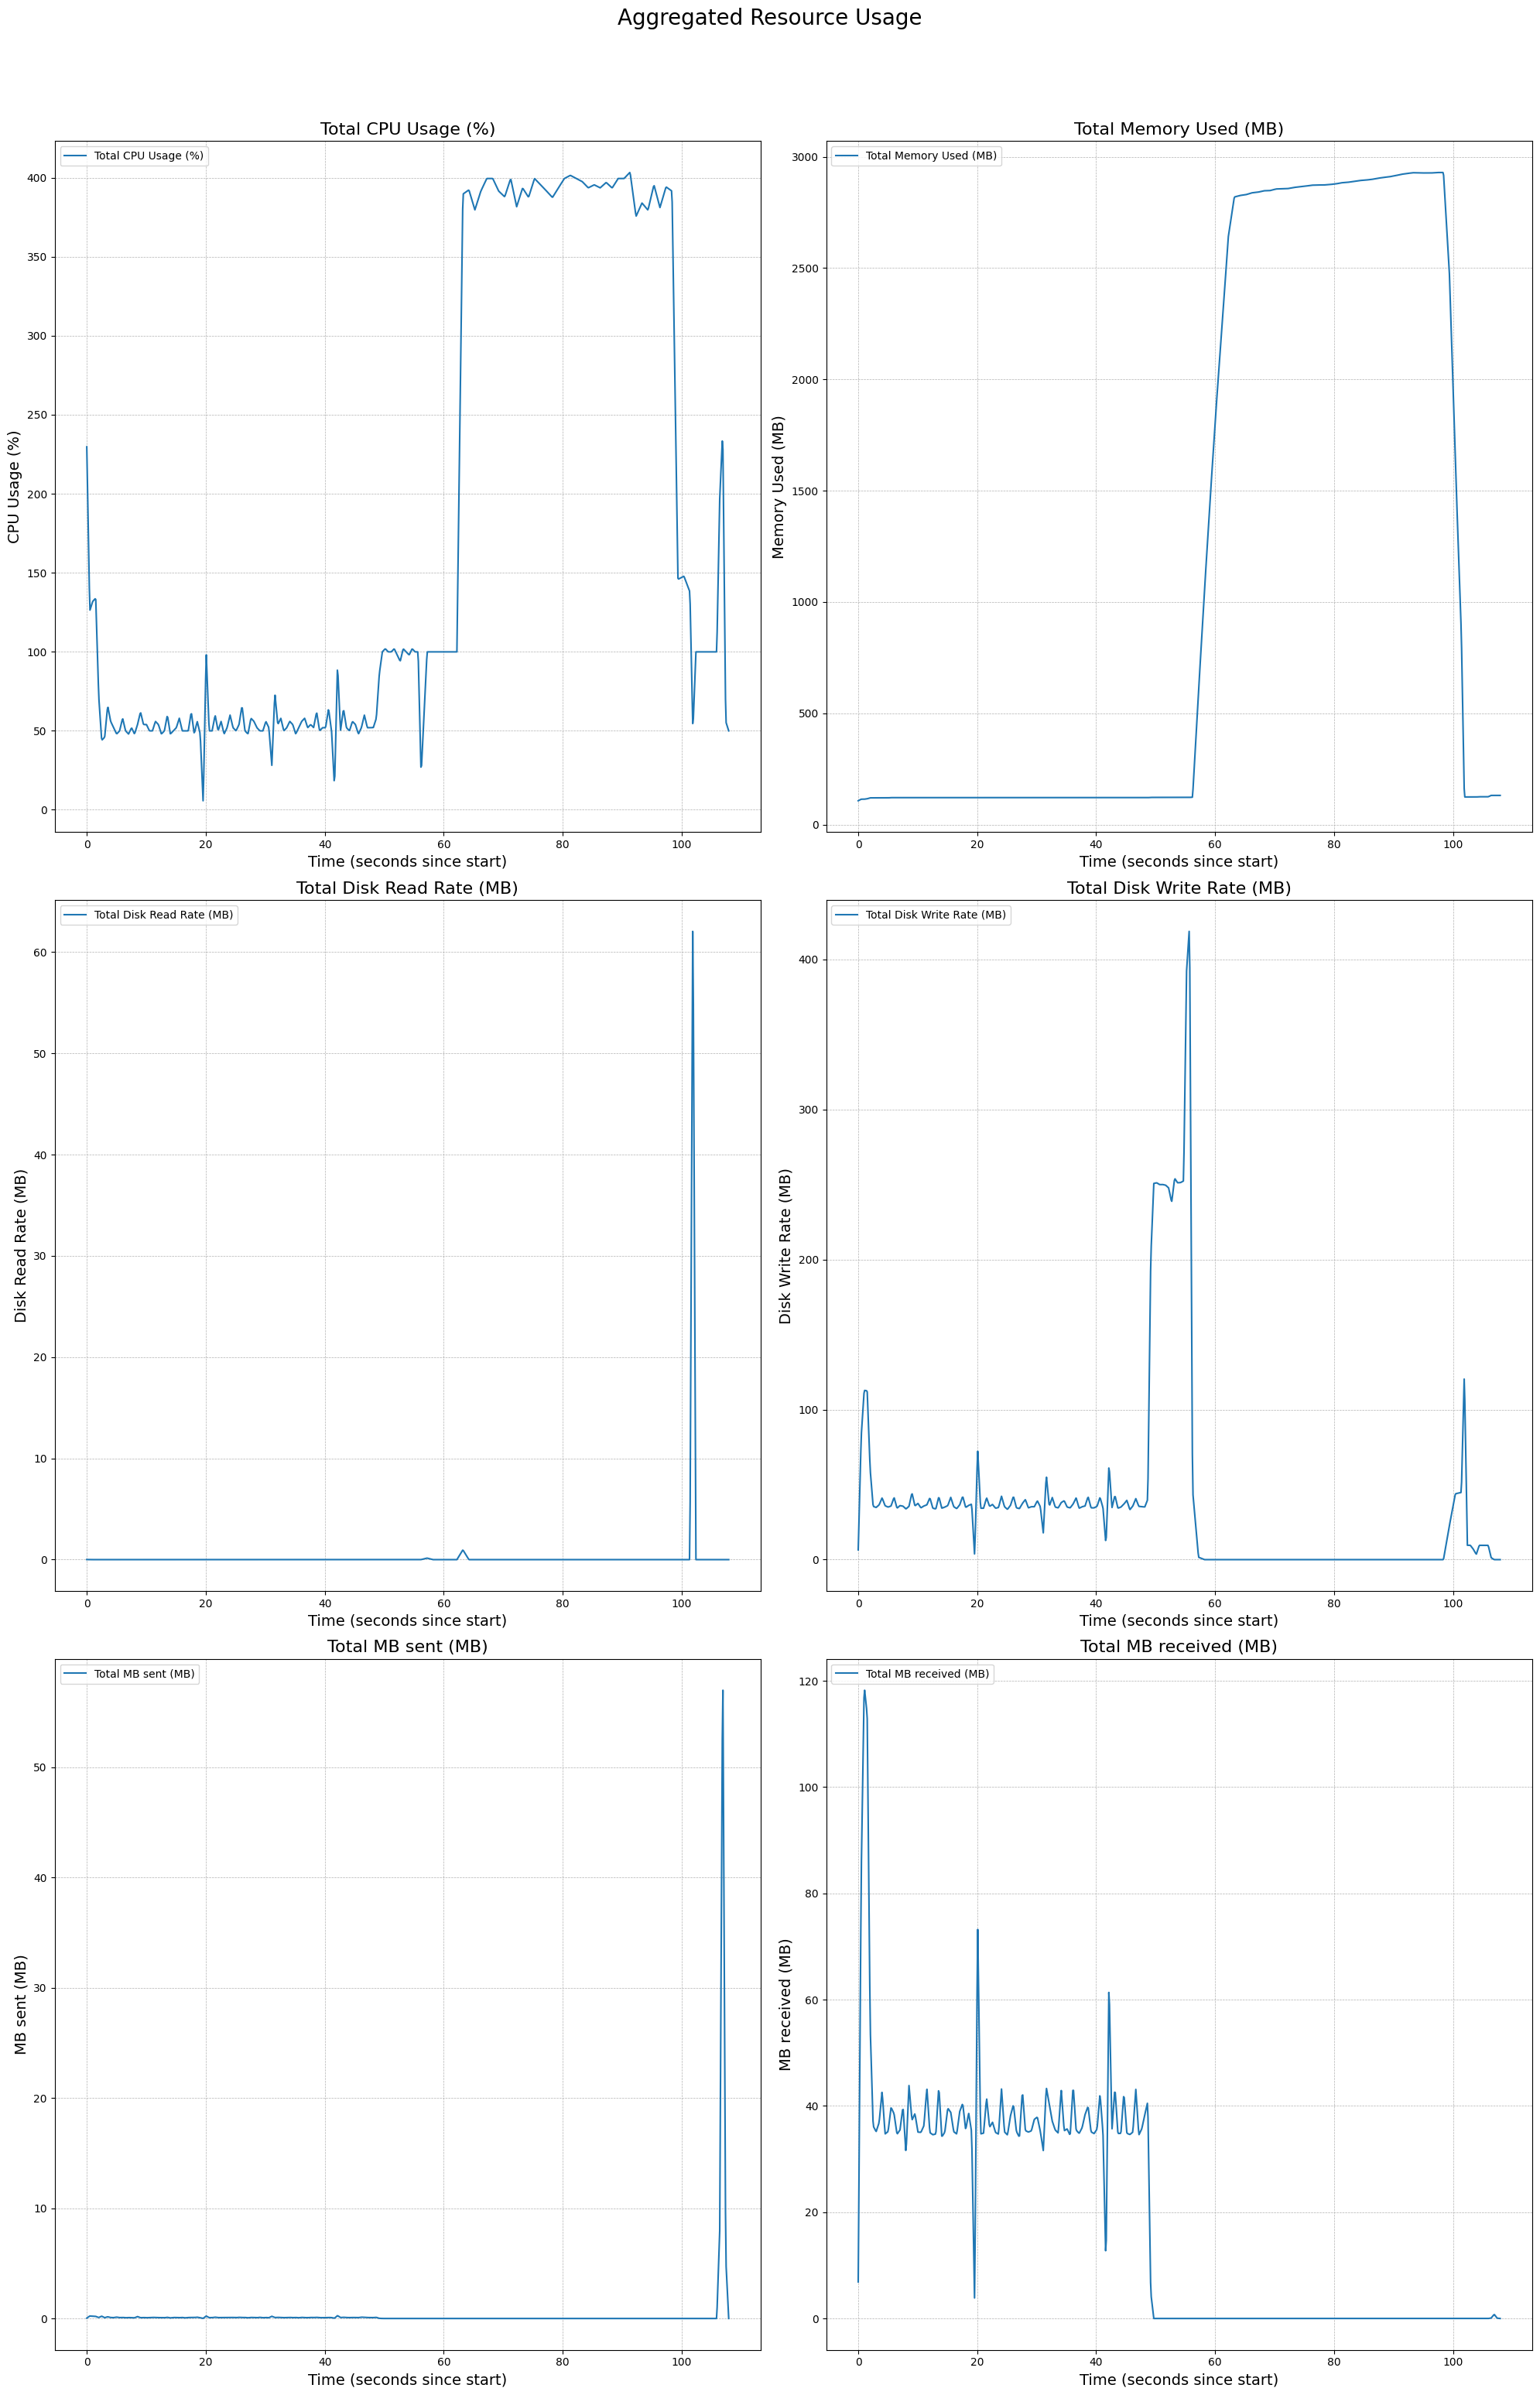 Aggregated Resource Usage
Total CPU Usage (%)
Total CPU Usage (%)
CPU Usage (%)
400
350
300
250
200
150
100
50
0
0 20 40 60 80 100
Time (seconds since start)
Total Memory Used (MB)
Total Memory Used (MB)
Memory Used (MB)
3000
2500
2000
1500
1000
500
0
0 20 40 60 80 100
Time (seconds since start)
Total Disk Read Rate (MB)
Total Disk Read Rate (MB)
Disk Read Rate (MB)
60
50
40
30
20
10
0
0 20 40 60 80 100
Time (seconds since start)
Total Disk Write Rate (MB)
Total Disk Write Rate (MB)
Disk Write Rate (MB)
400
300
200
100
0
0 20 40 60 80 100
Time (seconds since start)
Total MB sent (MB)
Total MB sent (MB)
MB sent (MB)
50
40
30
20
10
0
0 20 40 60 80 100
Time (seconds since start)
Total MB received (MB)
Total MB received (MB)
MB received (MB)
120
100
80
60
40
20
0
0 20 40 60 80 100
Time (seconds since start)